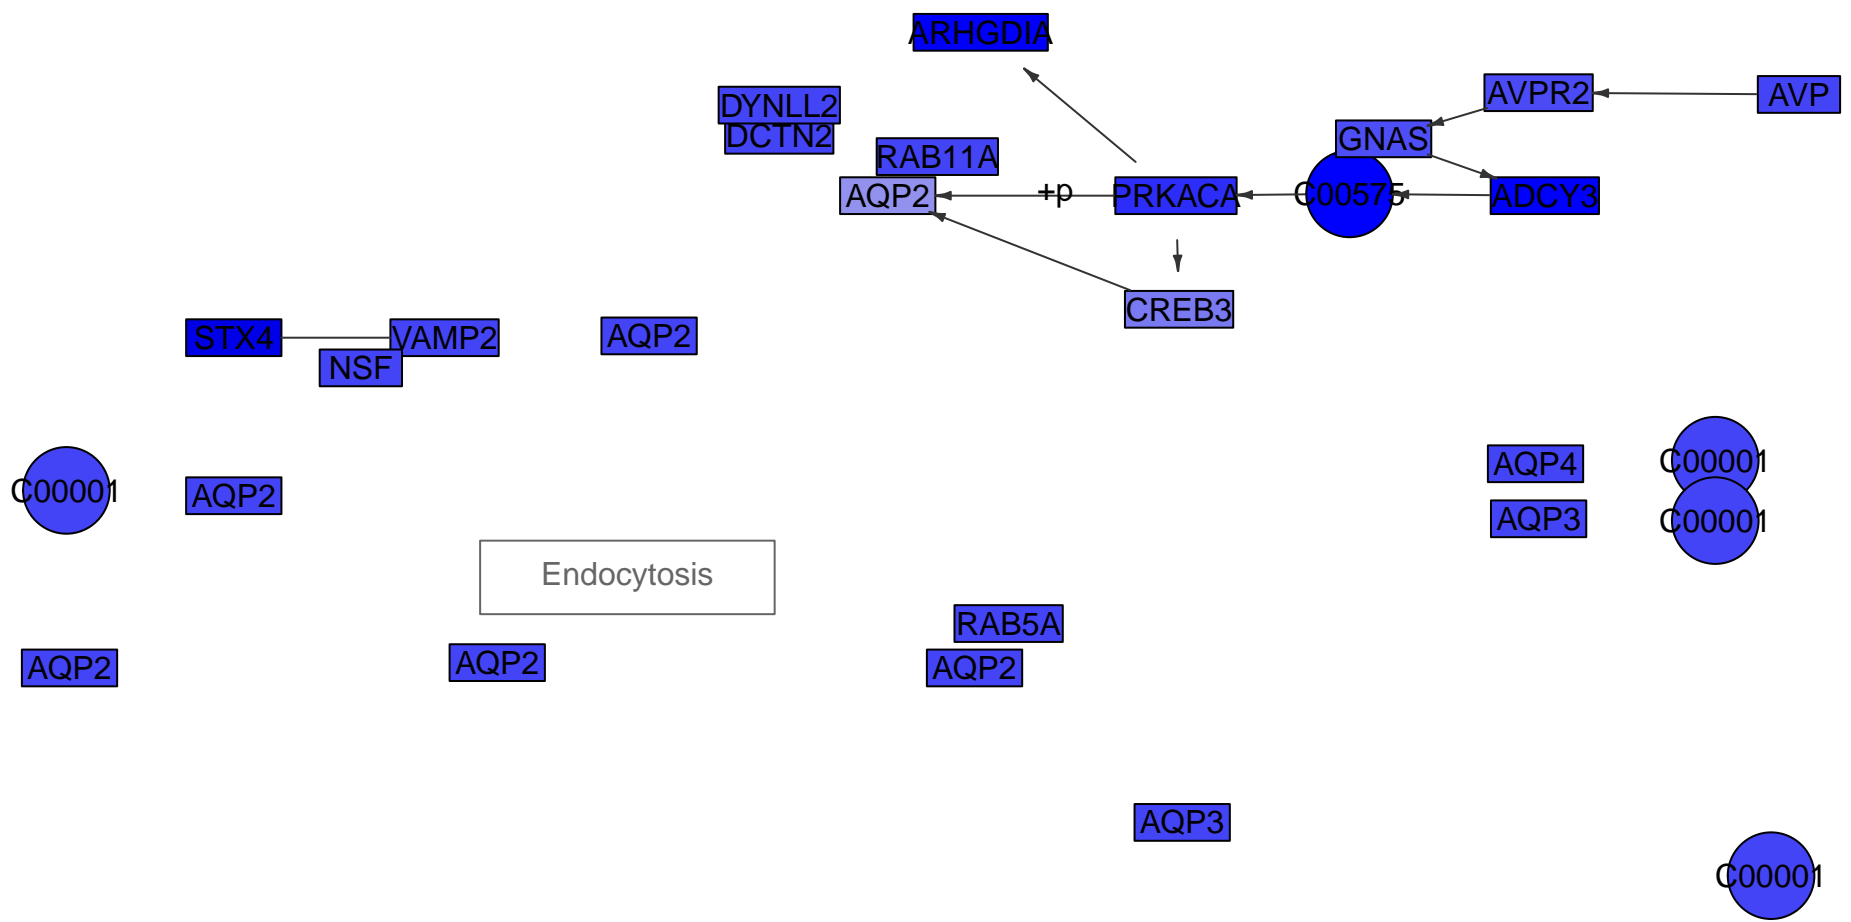 ARHGDIA
DYNLL2
AVPR2
AVP
DCTN2
GNAS
RAB11A
AQP2
+p
PRKACA
C00575
ADCY3
CREB3
STX4
VAMP2
AQP2
NSF
C00001
AQP4
C00001
AQP2
AQP3
C00001
Endocytosis
RAB5A
AQP2
AQP2
AQP2
AQP3
C00001